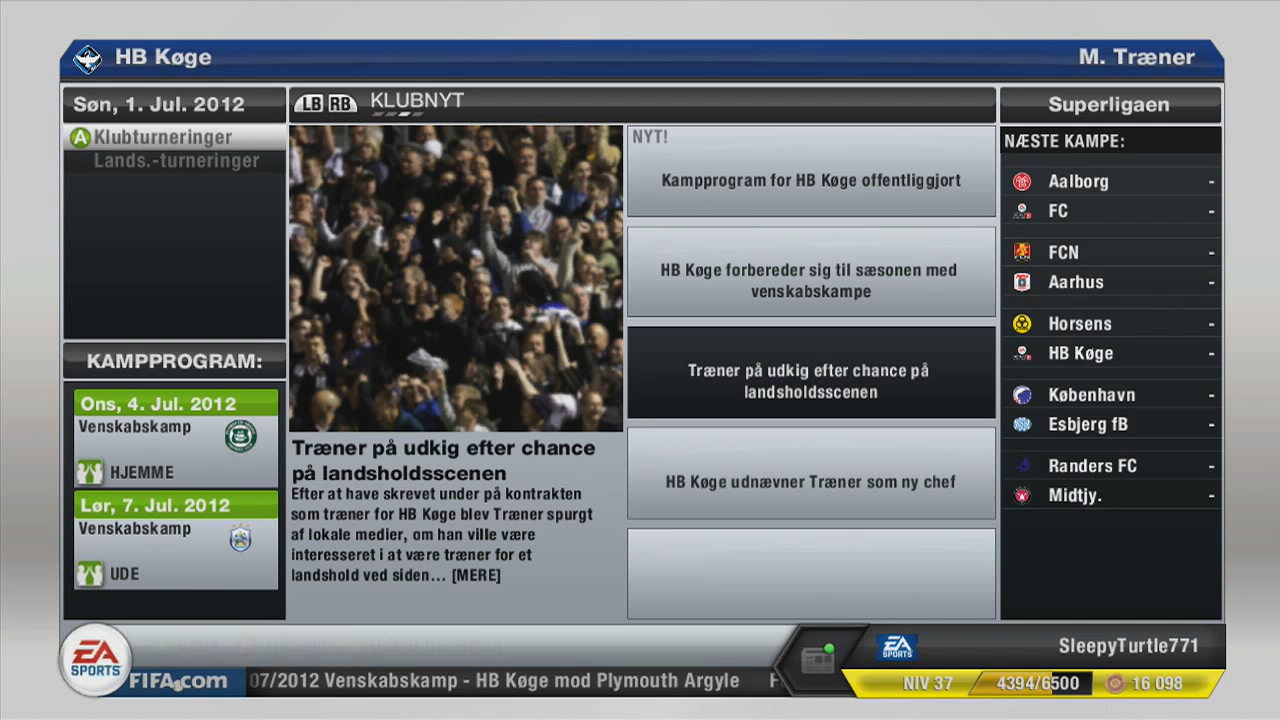 HB Køge
M. Træner
Søn, 1. Jul. 2012
A Klubturneringer
Lands.-turneringer
KAMPPROGRAM:
Ons, 4. Jul. 2012
Venskabskamp
HJEMME
Lør, 7. Jul. 2012
Venskabskamp
UDE
LB RB KLUBNYT
Træner på udkig efter chance
på landsholdsscenen
Efter at have skrevet under på kontrakten
som træner for HB Køge blev Træner spurgt
af lokale medier, om han ville være
interesseret i at være træner for et
landshold ved siden... [MERE]
NYT!
Kampprogram for HB Køge offentliggjort
HB Køge forbereder sig til sæsonen med
venskabskampe
Træner på udkig efter chance på
landsholdsscenen
HB Køge udnævner Træner som ny chef
Superligaen
NÆSTE KAMPE:
Aalborg -
FC -
FCN -
Aarhus -
Horsens -
HB Køge -
København -
Esbjerg fB -
Randers FC -
Midtjy. -
EA SPORTS
EA SPORTS
SleepyTurtle771
FIFA.com
07/2012 Venskabskamp - HB Køge mod Plymouth Argyle
F
NIV 37
4394/6500
16 098